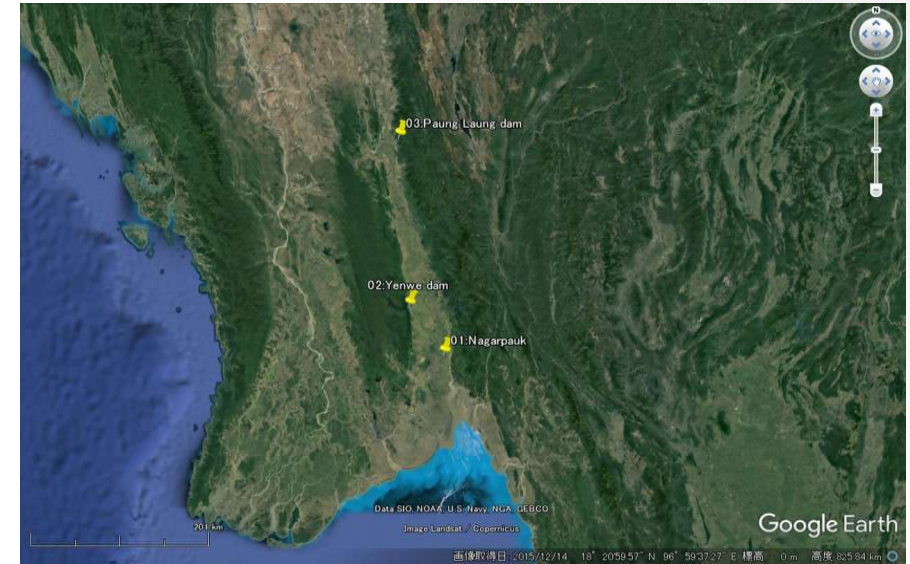 N
03:Paung Laung dam
02:Yenwe dam
01:Nagarpauk
Data SIO, NOAA, U.S. Navy, NGA, GEBCO
Image Landsat / Copernicus
201 km
Google Earth
画像取得日 2015/12/14 18° 20'59.57" N 96° 59'37.27" E 標高 0 m 高度 825.84 km